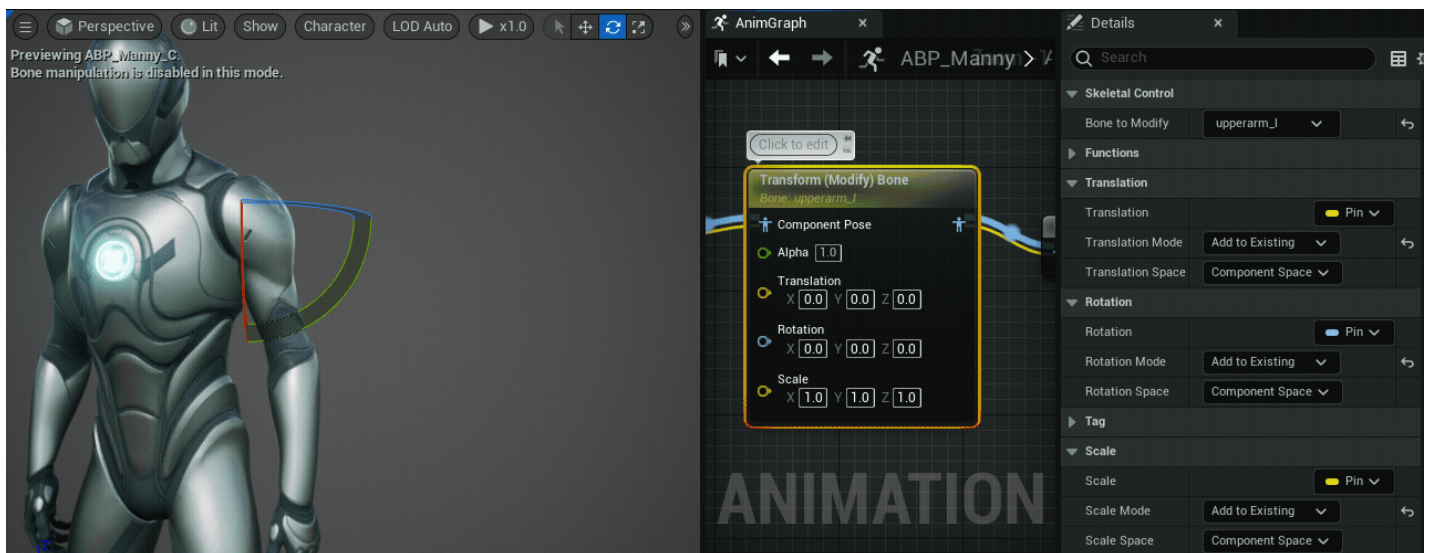 Perspective
Lit
Show
Character
LOD Auto
x1.0
Previewing ABP_Manny_C.
Bone manipulation is disabled in this mode.
AnimGraph
ABP_Manny
Click to edit
Transform (Modify) Bone
Bone: upperarm_l
Component Pose
Alpha 1.0
Translation
X 0.0 Y 0.0 Z 0.0
Rotation
X 0.0 Y 0.0 Z 0.0
Scale
X 1.0 Y 1.0 Z 1.0
ANIMATION
Details
Search
Skeletal Control
Bone to Modify upperarm_l
Functions
Translation
Translation Pin
Translation Mode Add to Existing
Translation Space Component Space
Rotation
Rotation Pin
Rotation Mode Add to Existing
Rotation Space Component Space
Tag
Scale
Scale Pin
Scale Mode Add to Existing
Scale Space Component Space